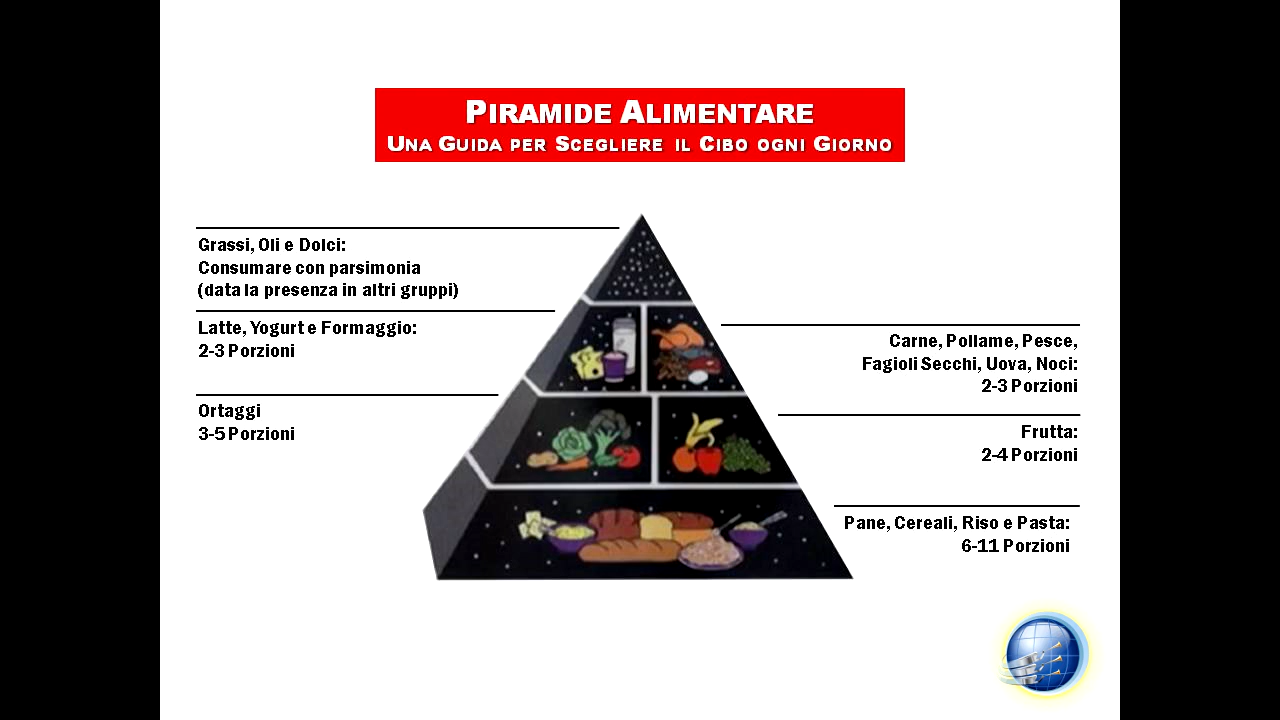 PIRAMIDE ALIMENTARE
UNA GUIDA PER SCEGLIERE IL CIBO OGNI GIORNO
Grassi, Oli e Dolci:
Consumare con parsimonia
(data la presenza in altri gruppi)
Latte, Yogurt e Formaggio:
2-3 Porzioni
Ortaggi
3-5 Porzioni
Carne, Pollame, Pesce,
Fagioli Secchi, Uova, Noci:
2-3 Porzioni
Frutta:
2-4 Porzioni
Pane, Cereali, Riso e Pasta:
6-11 Porzioni